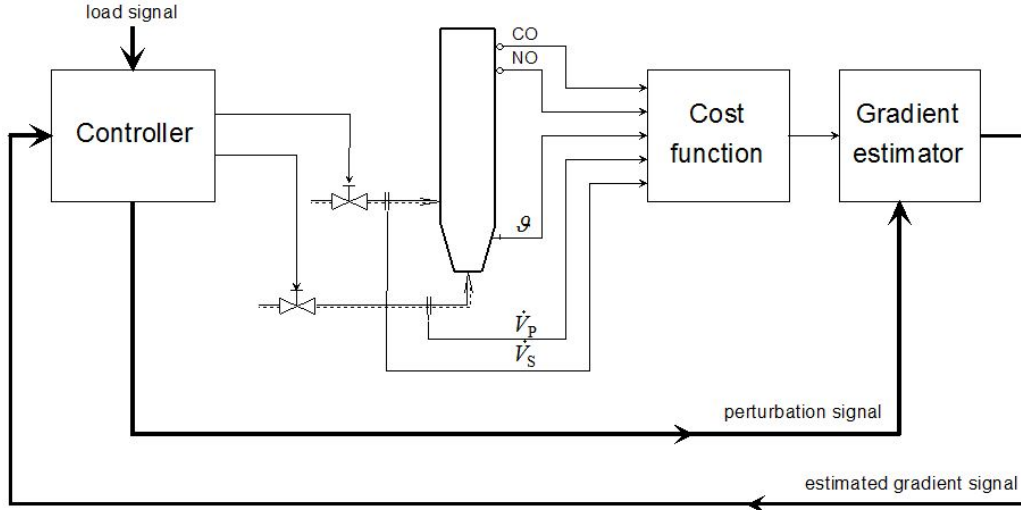 load signal
CO
NO
Controller
Cost
function
Gradient
estimator
ϑ
V̇P
V̇S
perturbation signal
estimated gradient signal